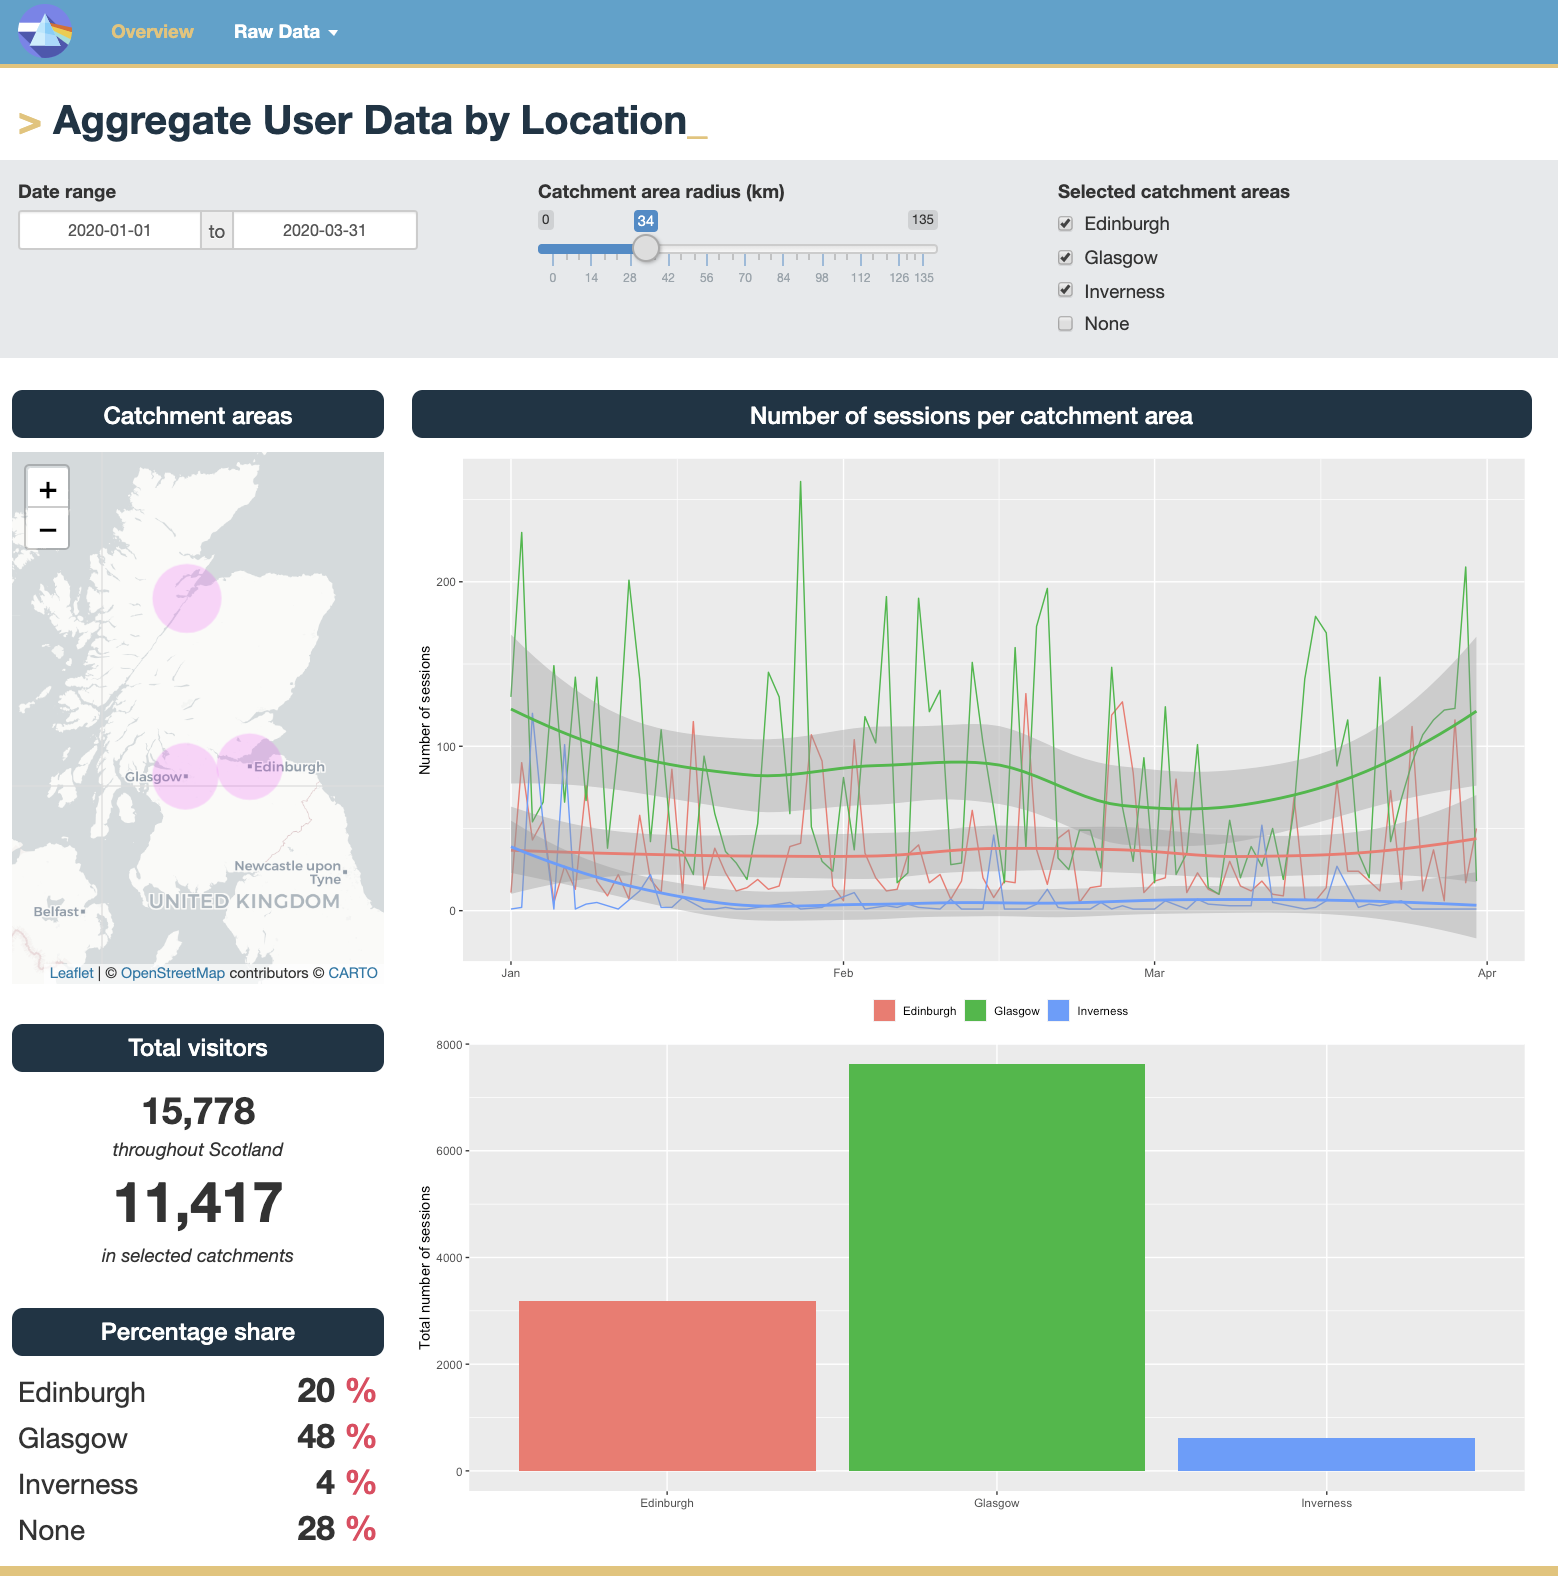 Overview Raw Data
> Aggregate User Data by Location_
Date range
2020-01-01 to 2020-03-31
Catchment area radius (km)
0 34 135
0 14 28 42 56 70 84 98 112 126 135
Selected catchment areas
Edinburgh
Glasgow
Inverness
None
Catchment areas
+
−
Glasgow
Edinburgh
Newcastle upon
Tyne
UNITED KINGDOM
Belfast
Leaflet | © OpenStreetMap contributors © CARTO
Total visitors
15,778
throughout Scotland
11,417
in selected catchments
Percentage share
Edinburgh 20 %
Glasgow 48 %
Inverness 4 %
None 28 %
Number of sessions per catchment area
Number of sessions
200
100
0
Jan Feb Mar Apr
Edinburgh Glasgow Inverness
Total number of sessions
8000
6000
4000
2000
0
Edinburgh Glasgow Inverness